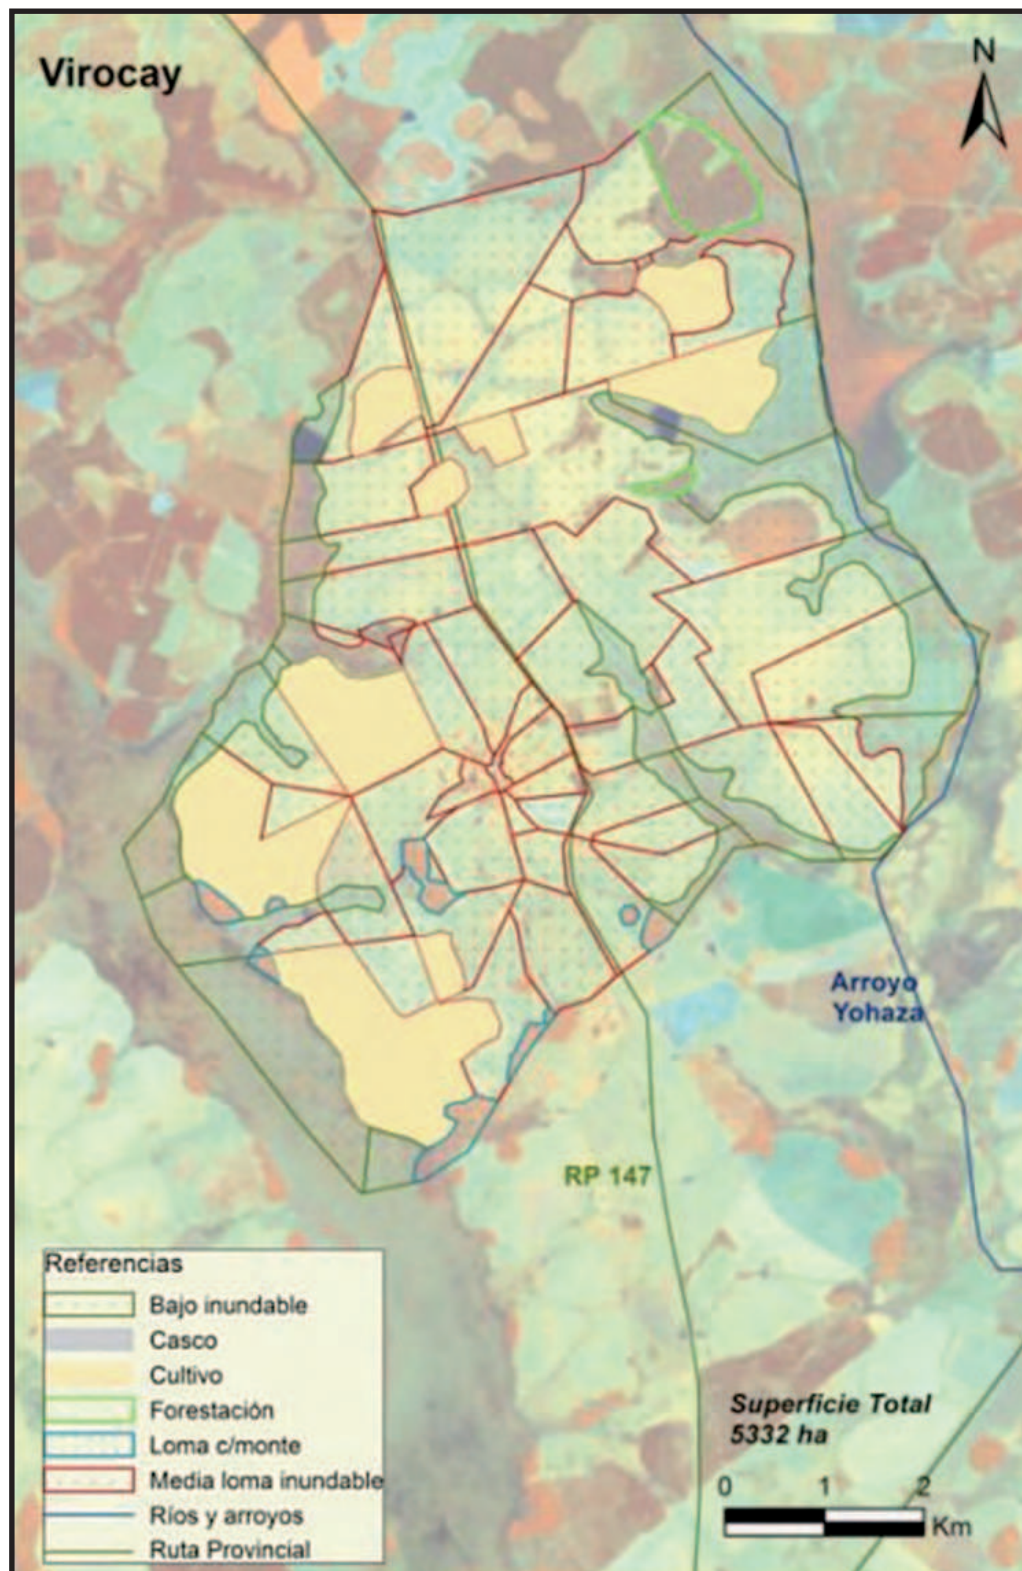 Virocay
N
Arroyo
Yohaza
RP 147
Referencias
Bajo inundable
Casco
Cultivo
Forestación
Loma c/monte
Media loma inundable
Ríos y arroyos
Ruta Provincial
Superficie Total
5332 ha
0 1 2
Km